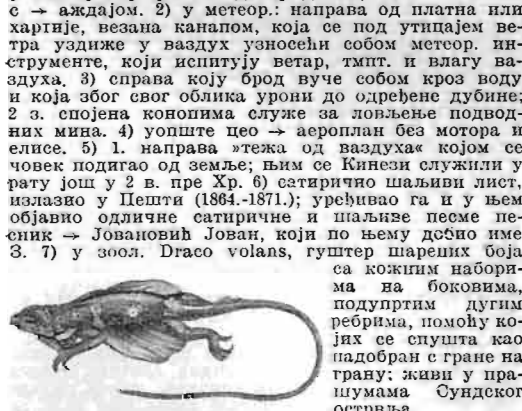 с → аждајом. 2) у метеор.: направа од платна или
хартије, везана канапом, која се под утицајем ве-
тра уздиже у ваздух узносећи собом метеор. ин-
струменте, који испитују ветар, тмпт. и влагу ва-
здуха. 3) справа коју брод вуче собом кроз воду
и која због свог облика урони до одређене дубине;
2 з. спојена конопима служе за ловљење подвод-
них мина. 4) уопште цео → аероплан без мотора и
елисе. 5) 1. направа »тежа од ваздуха« којом се
човек подигао од земље; њим се Кинези служили у
рату још у 2 в. пре Хр. 6) сатирично шаљиви лист,
излазио у Пешти (1864.-1871.); уређивао га и у њем
објавио одличне сатиричне и шаљиве песме пе-
сник → Јовановић Јован, који по њему добио име
З. 7) у зоол. Draco volans, гуштер шарених боја
са кожним набори-
ма на боковима,
подупртим дугим
ребрима, помоћу ко-
јих се спушта као
падобран с гране на
грану; живи у пра-
шумама Сундског
острвља